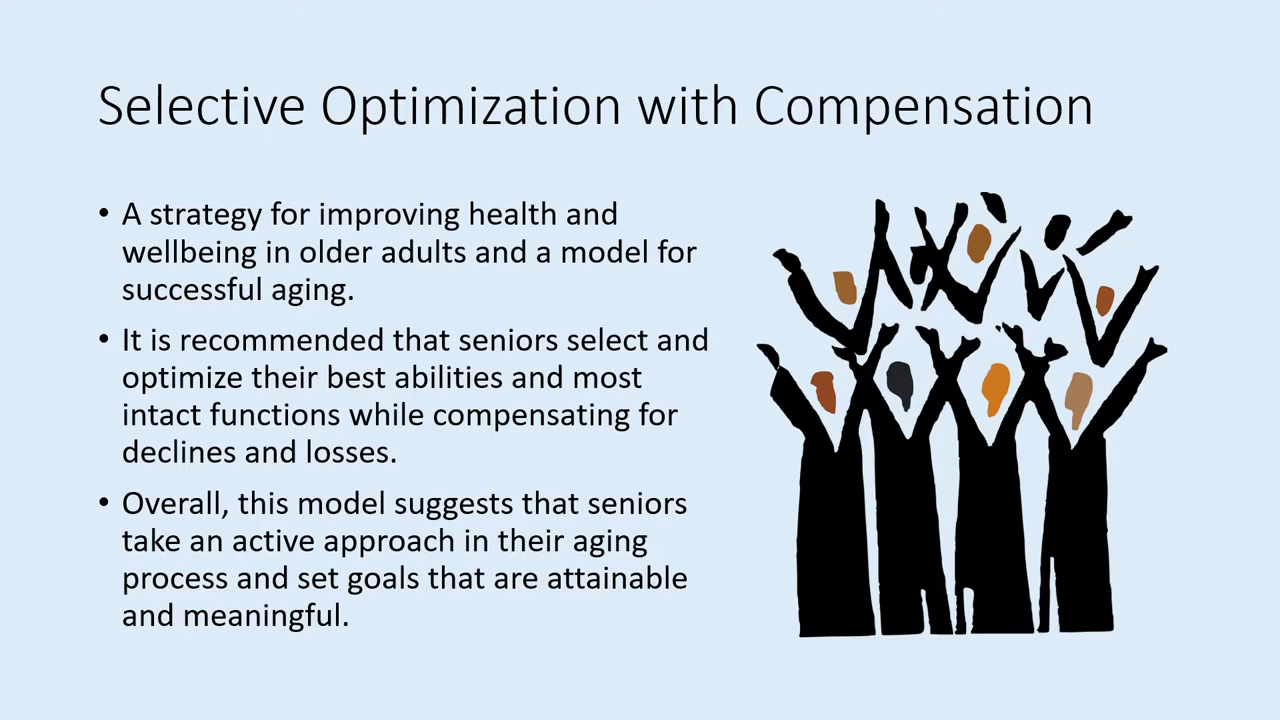 Selective Optimization with Compensation
• A strategy for improving health and
wellbeing in older adults and a model for
successful aging.
• It is recommended that seniors select and
optimize their best abilities and most
intact functions while compensating for
declines and losses.
• Overall, this model suggests that seniors
take an active approach in their aging
process and set goals that are attainable
and meaningful.